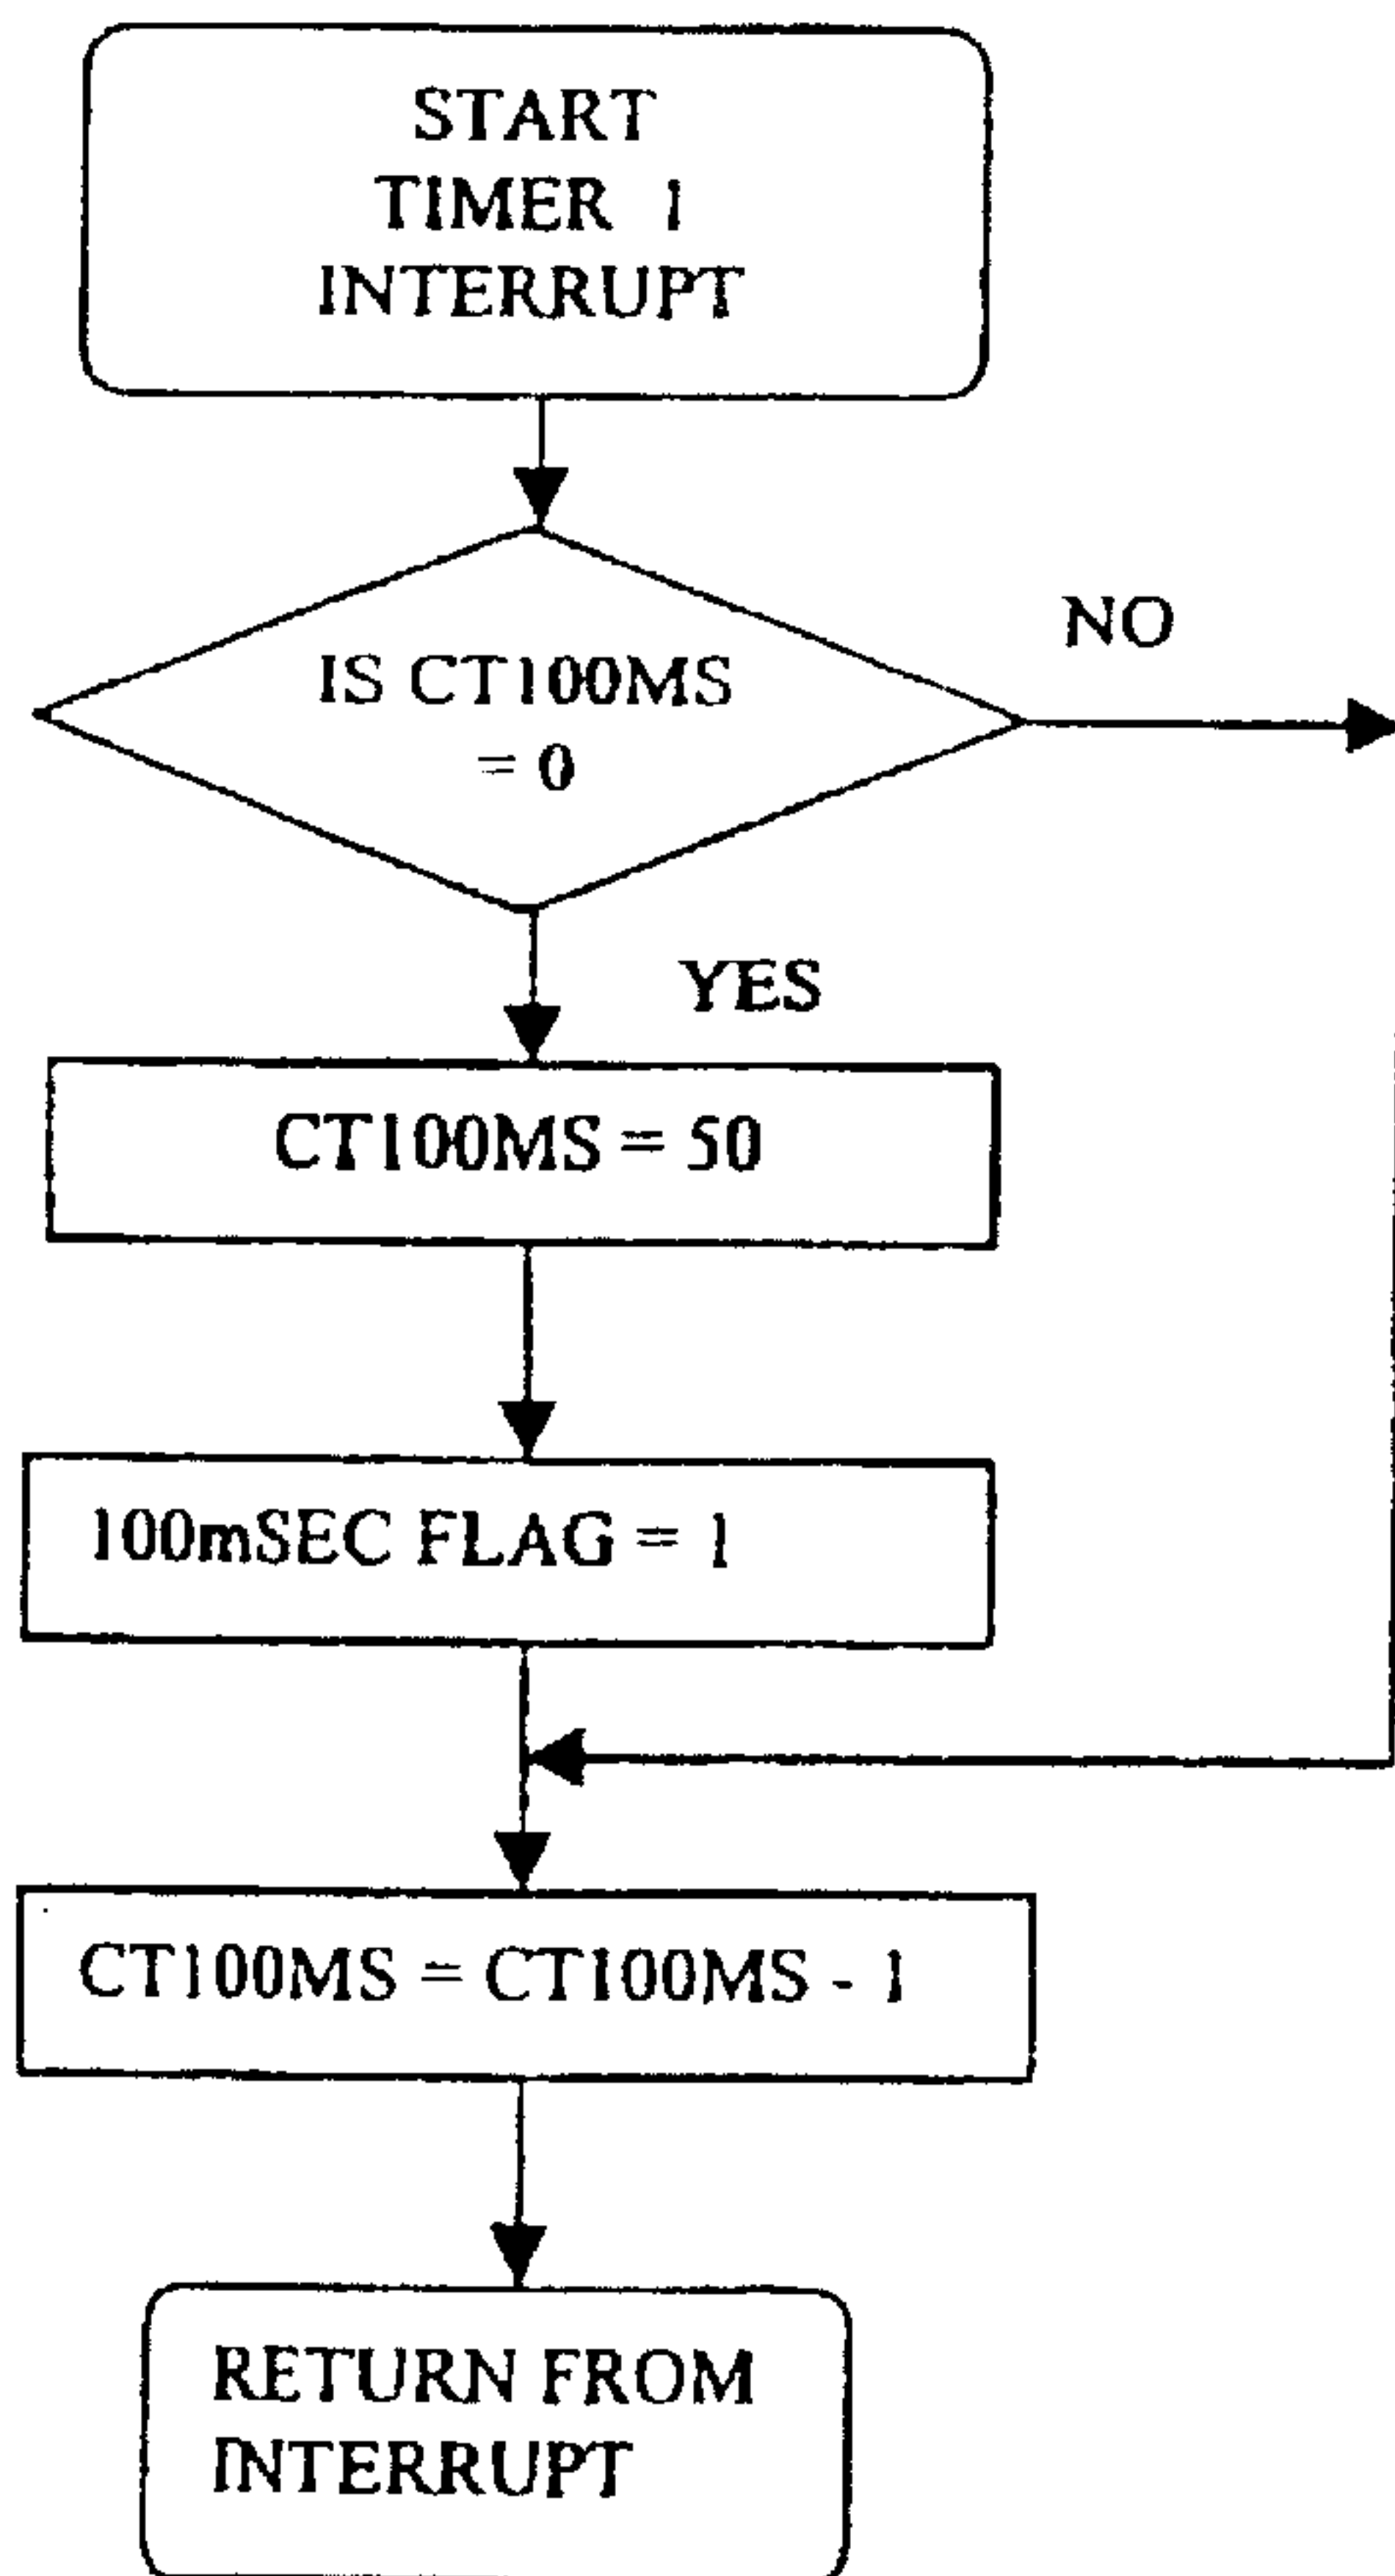 START
TIMER 1
INTERRUPT
IS CT100MS
= 0
NO
YES
CT100MS = 50
100mSEC FLAG = 1
CT100MS = CT100MS - 1
RETURN FROM
INTERRUPT